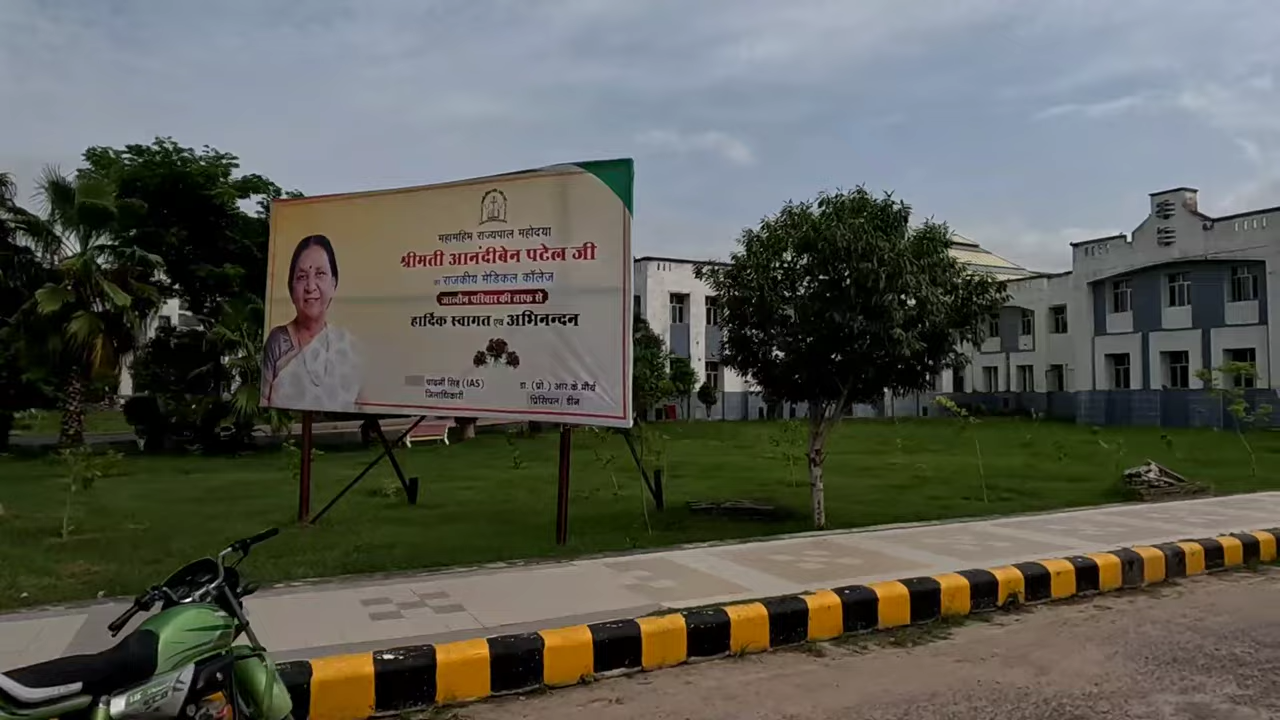 महामहिम राज्यपाल महोदया
श्रीमती आनंदीबेन पटेल जी
का राजकीय मेडिकल कॉलेज
जालौन परिवार की तरफ से
हार्दिक स्वागत एवं अभिनन्दन
चांदनी सिंह (IAS)
जिलाधिकारी
डा. (प्रो.) आर.के.मौर्य
प्रिंसिपल/ डीन